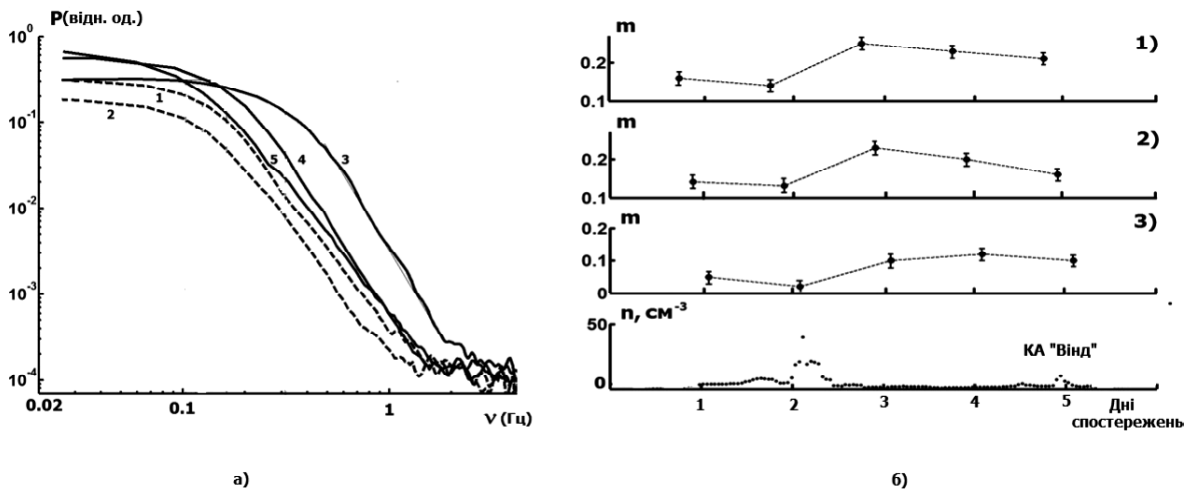 P(відн. од.)
10⁰
10⁻¹
10⁻²
10⁻³
10⁻⁴
1
2
5
4
3
0.02
0.1
1
ν (Гц)
а)
m
1)
0.2
0.1
m
2)
0.2
0.1
m
3)
0.2
0.1
0
n, см⁻³
50
КА "Вінд"
0
1 2 3 4 5 Дні
спостережень
б)